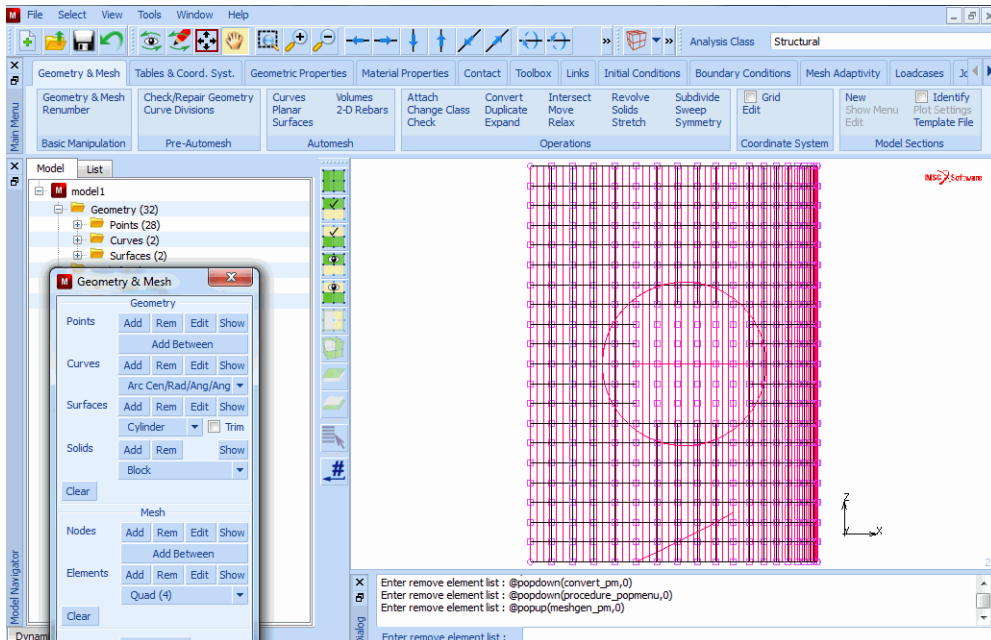 File Select View Tools Window Help
Analysis Class Structural
Geometry & Mesh Tables & Coord. Syst. Geometric Properties Material Properties Contact Toolbox Links Initial Conditions Boundary Conditions Mesh Adaptivity Loadcases Jc
Main Menu
Geometry & Mesh
Renumber
Basic Manipulation
Check/Repair Geometry
Curve Divisions
Pre-Automesh
Curves Volumes
Planar 2-D Rebars
Surfaces
Automesh
Attach Convert Intersect Revolve Subdivide
Change Class Duplicate Move Solids Sweep
Check Expand Relax Stretch Symmetry
Operations
Grid
Edit
Coordinate System
New Identify
Show Menu Plot Settings
Edit Template File
Model Sections
Model List
model1
Geometry (32)
Points (28)
Curves (2)
Surfaces (2)
Geometry & Mesh
Geometry
Points Add Rem Edit Show
Add Between
Curves Add Rem Edit Show
Arc Cen/Rad/Ang/Ang
Surfaces Add Rem Edit Show
Cylinder Trim
Solids Add Rem Show
Block
Clear
Mesh
Nodes Add Rem Edit Show
Add Between
Elements Add Rem Edit Show
Quad (4)
Clear
Model Navigator
Dynam
MSC Software
Z
Y X
2
Enter remove element list : @popdown(convert_pm,0)
Enter remove element list : @popdown(procedure_popmenu,0)
Enter remove element list : @popup(meshgen_pm,0)
Enter remove element list :